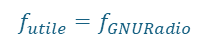 f_utile = f_GNURadio